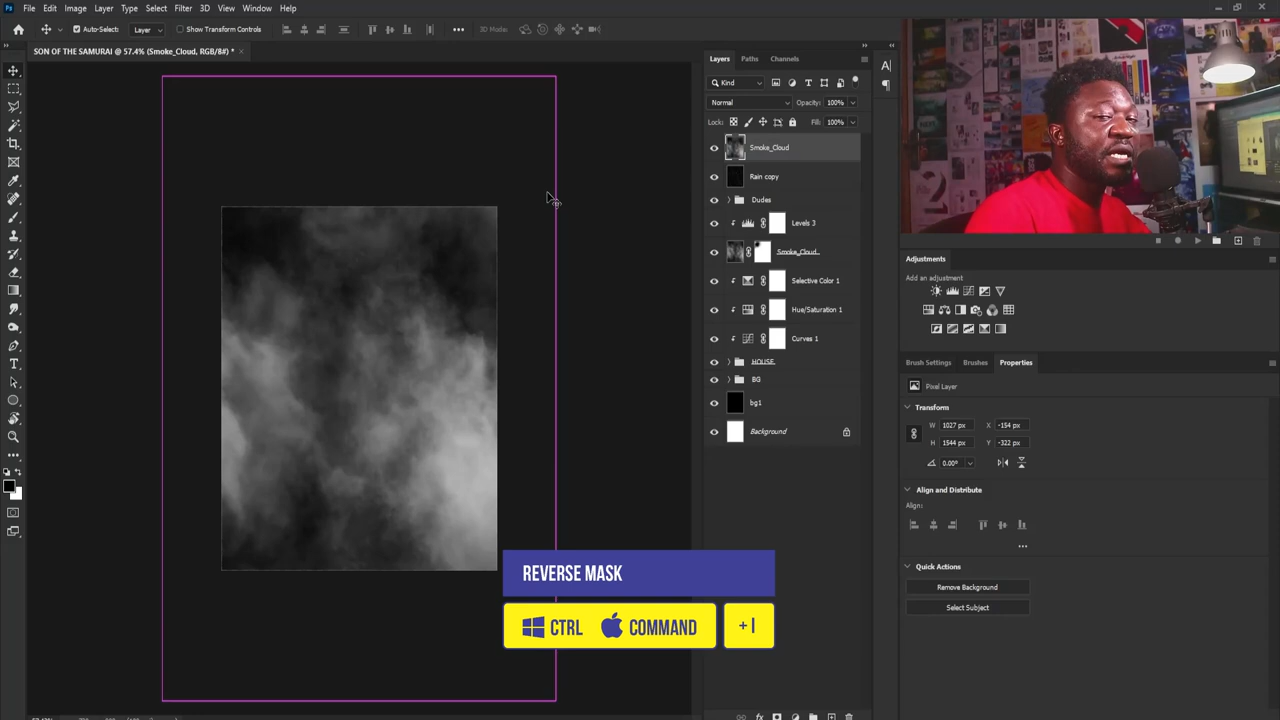 Ps File Edit Image Layer Type Select Filter 3D View Window Help
Auto-Select: Layer Show Transform Controls 3D Mode:
SON OF THE SAMURAI @ 57.4% (Smoke_Cloud, RGB/8#) *
Layers Paths Channels
Kind
Normal Opacity: 100%
Lock: Fill: 100%
Smoke_Cloud
Rain copy
Dudes
Levels 3
Smoke_Cloud
Selective Color 1
Hue/Saturation 1
Curves 1
HOUSE
BG
bg1
Background
Adjustments
Add an adjustment
Brush Settings Brushes Properties
Pixel Layer
Transform
W 1027 px X -154 px
H 1544 px Y -322 px
0.00°
Align and Distribute
Align:
Quick Actions
Remove Background
Select Subject
REVERSE MASK
CTRL COMMAND + I